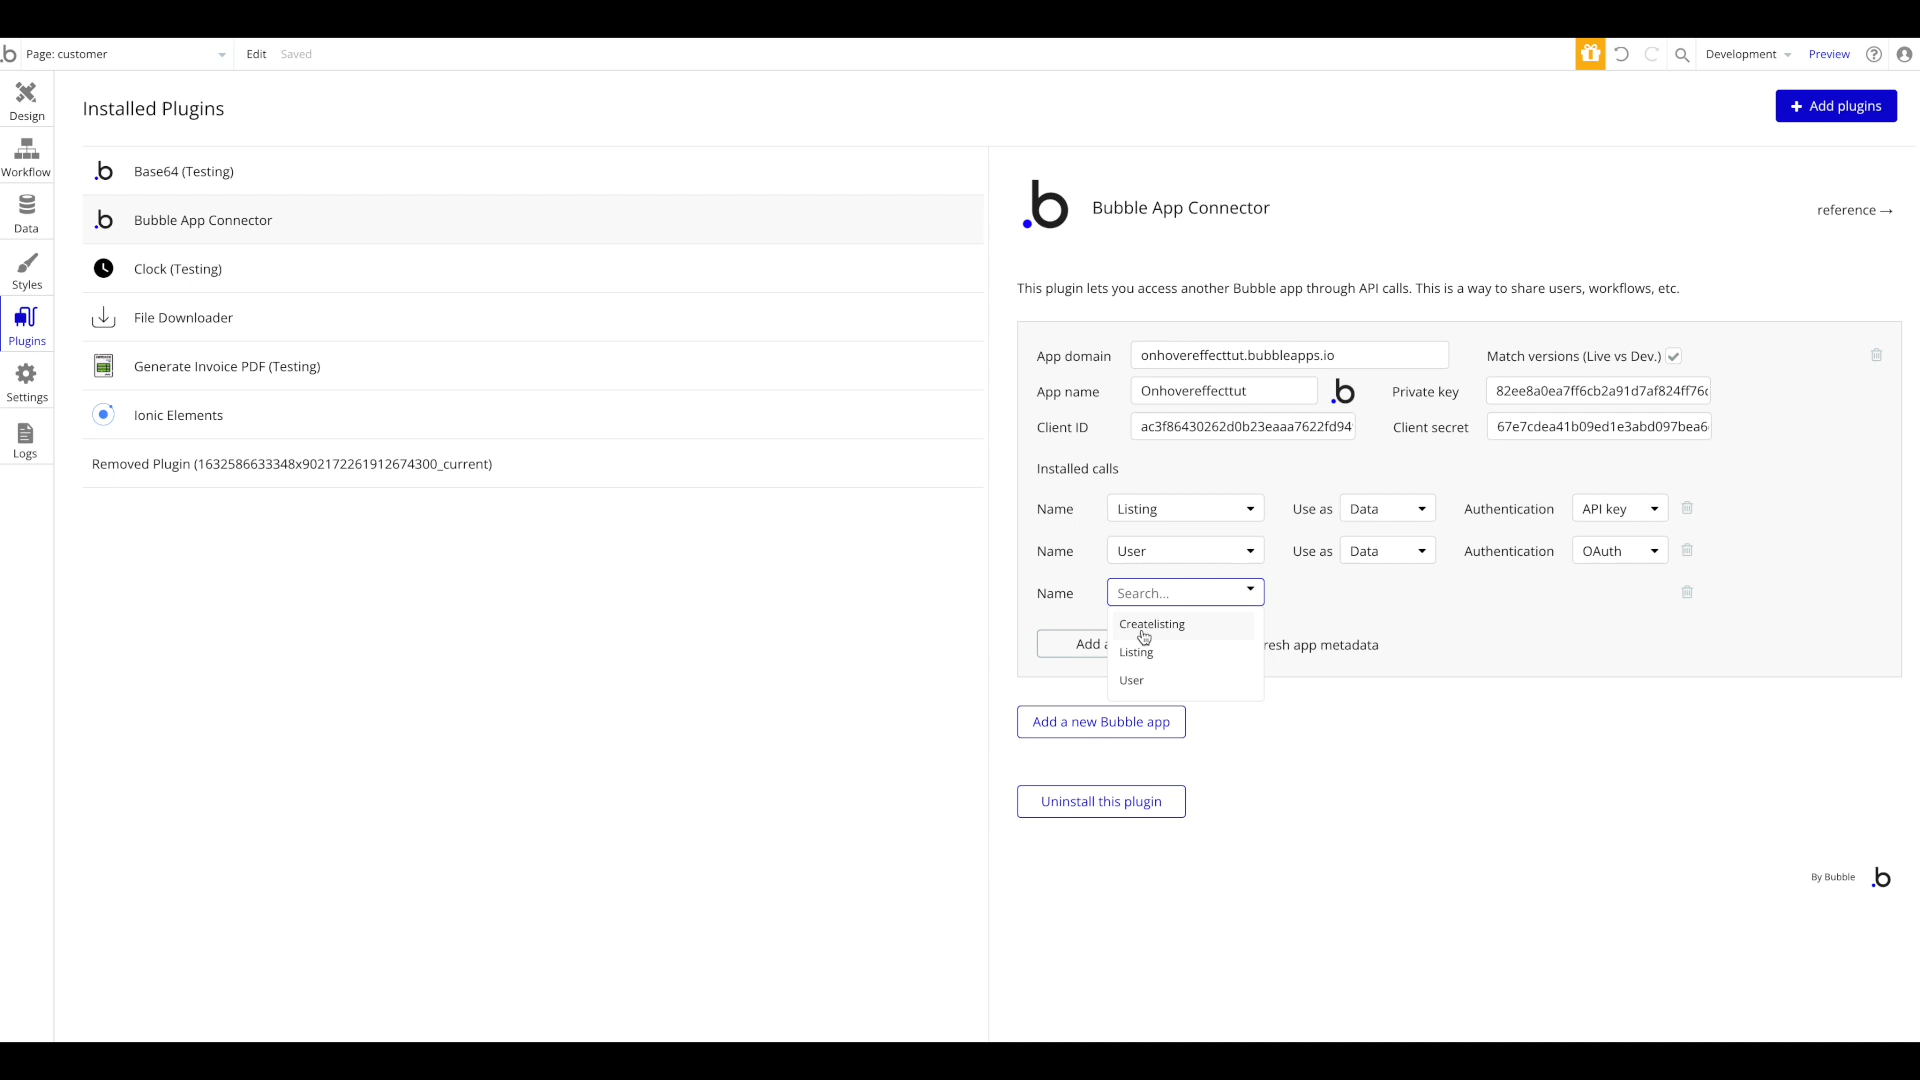 .b Page: customer Edit Saved Development Preview
Design
Workflow
Data
Styles
Plugins
Settings
Logs
Installed Plugins
Add plugins
.b Base64 (Testing)
.b Bubble App Connector
Clock (Testing)
File Downloader
Generate Invoice PDF (Testing)
Ionic Elements
Removed Plugin (1632586633348x902172261912674300_current)
.b Bubble App Connector
reference →
This plugin lets you access another Bubble app through API calls. This is a way to share users, workflows, etc.
App domain onhovereffecttut.bubbleapps.io Match versions (Live vs Dev.)
App name Onhovereffecttut .b Private key 82ee8a0ea7ff6cb2a91d7af824ff76
Client ID ac3f86430262d0b23eaaa7622fd94 Client secret 67e7cdea41b09ed1e3abd097bea6
Installed calls
Name Listing Use as Data Authentication API key
Name User Use as Data Authentication OAuth
Name Search...
Createlisting
Listing
User
Add resh app metadata
Add a new Bubble app
Uninstall this plugin
By Bubble .b